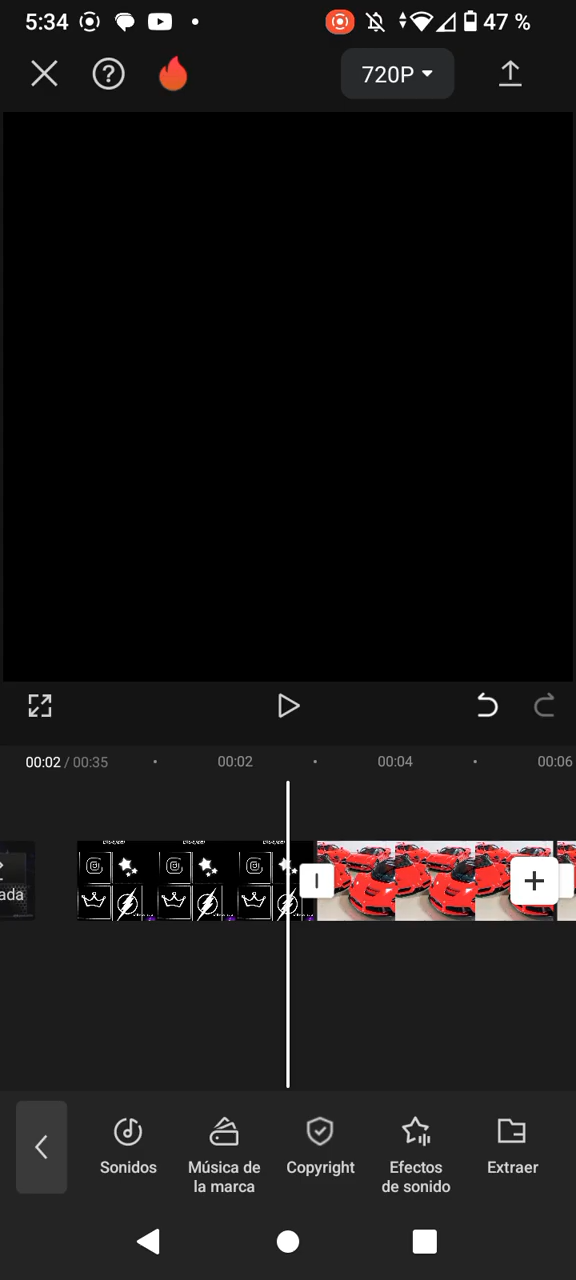 5:34
47 %
720P
00:02 / 00:35
00:02
00:04
00:06
ada
Sonidos
Música de
la marca
Copyright
Efectos
de sonido
Extraer